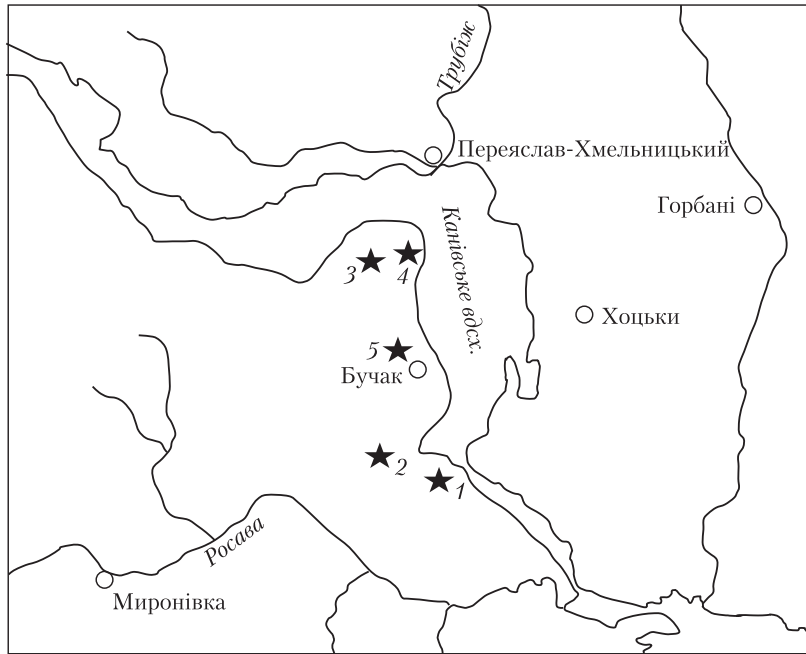 Трубіж
Переяслав-Хмельницький
Горбані
Канівське вдсх.
3
4
Хоцьки
5
Бучак
2
1
Росава
Миронівка